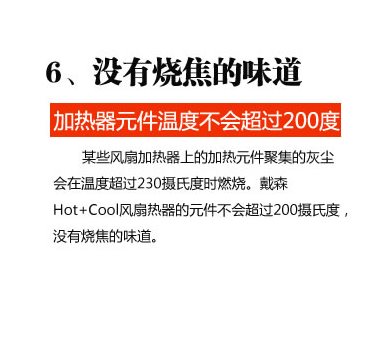 6、没有烧焦的味道
加热器元件温度不会超过200度
某些风扇加热器上的加热元件聚集的灰尘
会在温度超过230摄氏度时燃烧。戴森
Hot+Cool风扇热器的元件不会超过200摄氏度，
没有烧焦的味道。